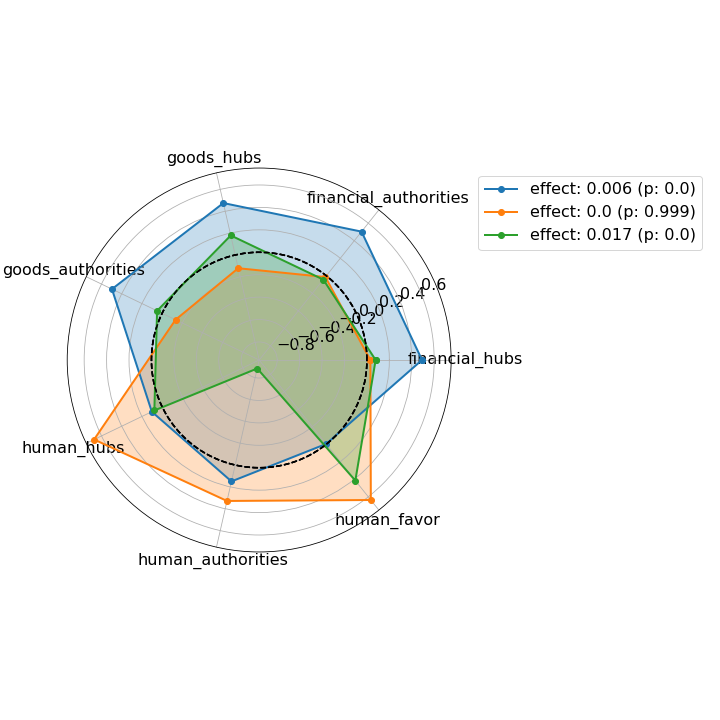 goods_hubs
financial_authorities
goods_authorities
financial_hubs
human_hubs
human_favor
human_authorities
−0.8
−0.6
−0.4
−0.2
0.0
0.2
0.4
0.6
effect: 0.006 (p: 0.0)
effect: 0.0 (p: 0.999)
effect: 0.017 (p: 0.0)